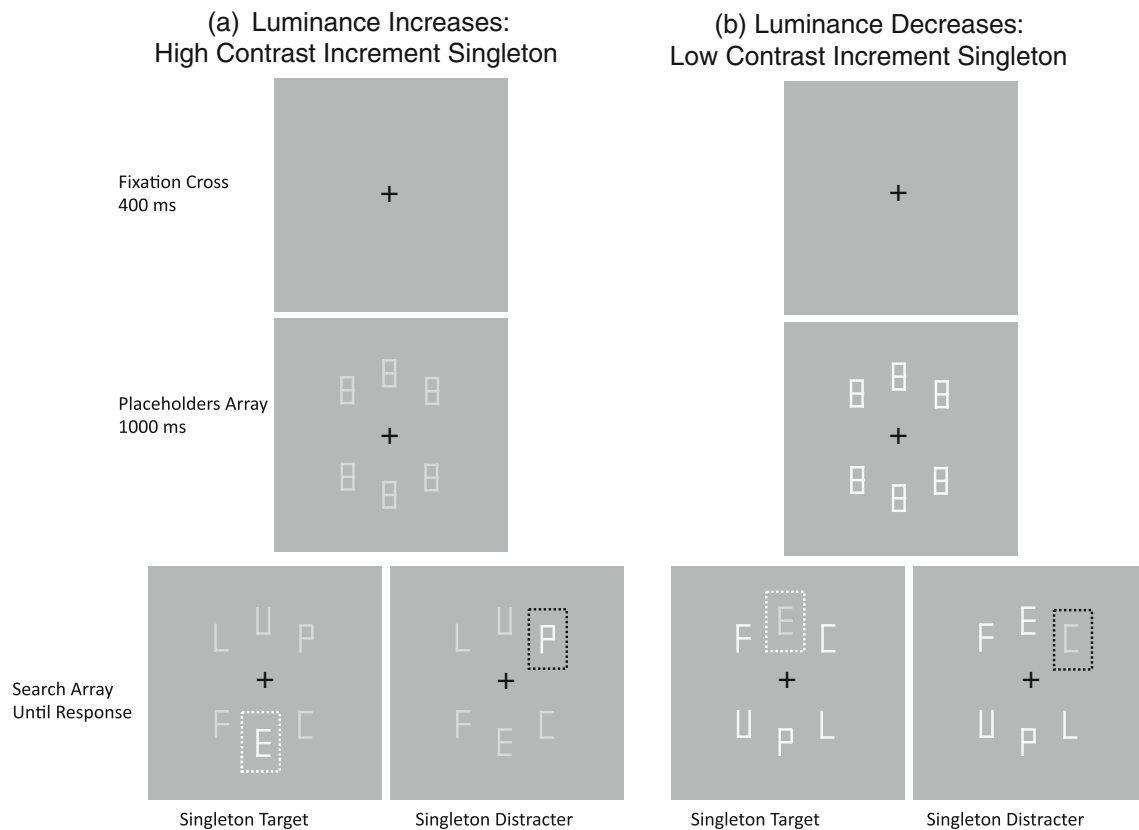 (a) Luminance Increases:
High Contrast Increment Singleton
(b) Luminance Decreases:
Low Contrast Increment Singleton
Fixation Cross
400 ms
Placeholders Array
1000 ms
Search Array
Until Response
L U P
F E C
L U P
F E C
F E C
U P L
F E C
U P L
Singleton Target
Singleton Distracter
Singleton Target
Singleton Distracter